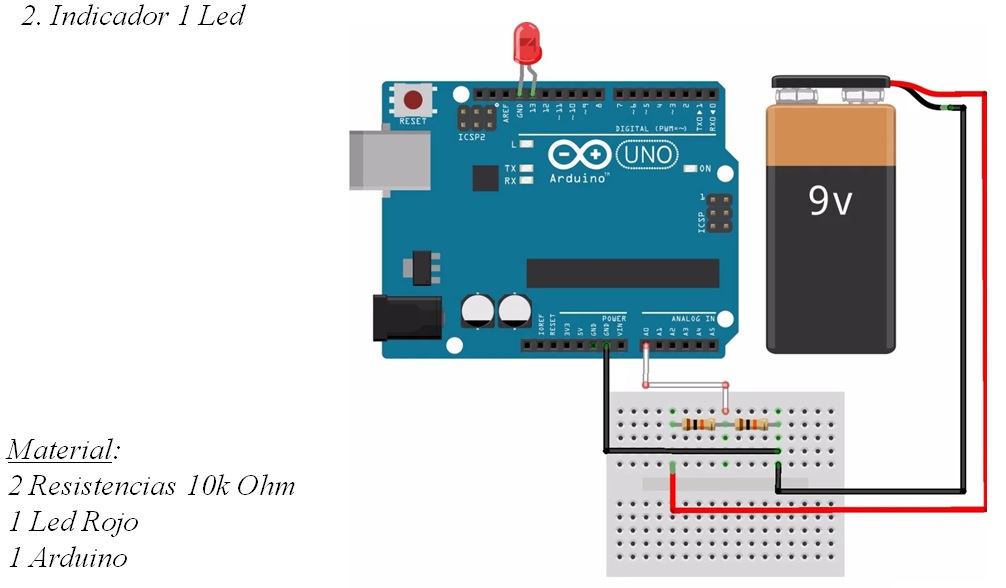 2. Indicador 1 Led
RESET
ICSP2
AREF
GND
13
12
~11
~10
~9
8
7
~6
~5
4
~3
2
TX0▶1
RX0◀0
DIGITAL (PWM=~)
L
TX
RX
Arduino™
UNO
ON
1
ICSP
9v
POWER
ANALOG IN
IOREF
RESET
3V3
5V
GND
GND
VIN
A0
A1
A2
A3
A4
A5
Material:
2 Resistencias 10k Ohm
1 Led Rojo
1 Arduino